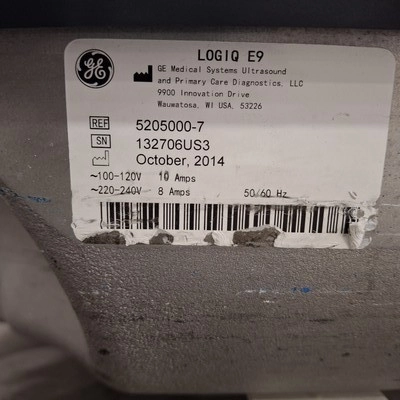 GE
LOGIQ E9
GE Medical Systems Ultrasound
and Primary Care Diagnostics, LLC
9900 Innovation Drive
Wauwatosa, WI USA, 53226
REF 5205000-7
SN 132706US3
October, 2014
~100-120V 10 Amps
~220-240V 8 Amps 50/60 Hz